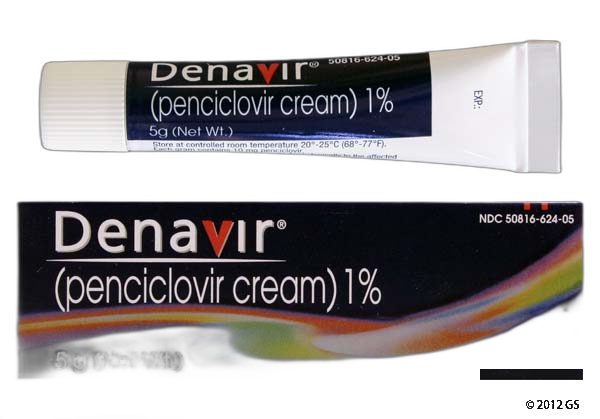 50816-624-05
Denavir®
(penciclovir cream) 1%
5g (Net Wt.)
Store at controlled room temperature 20°-25°C (68°-77°F).
Each gram contains 10 mg penciclovir.
EXP.:
NDC 50816-624-05
Denavir®
(penciclovir cream) 1%
© 2012 GS